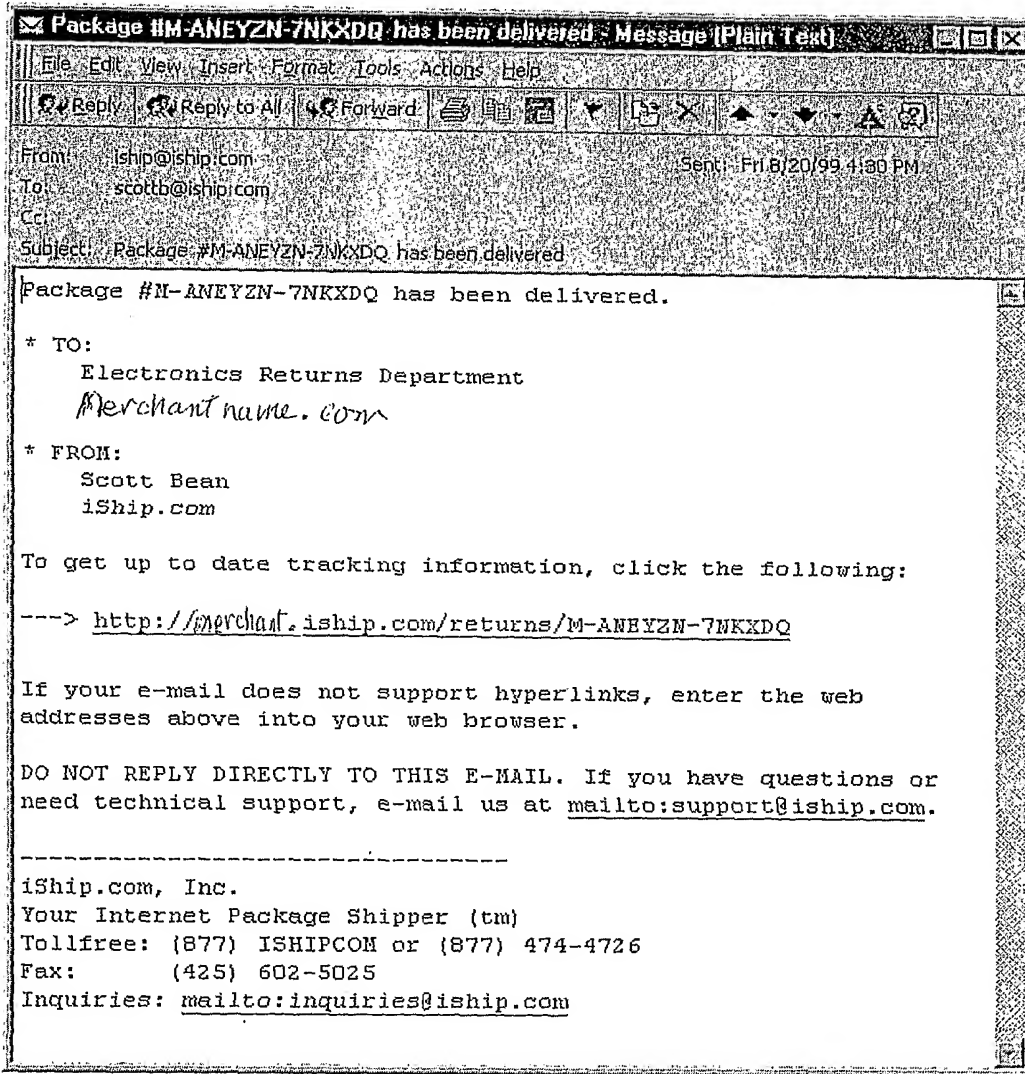 Package #M-ANEYZN-7NKXDQ has been delivered - Message (Plain Text)
File Edit View Insert Format Tools Actions Help
Reply Reply to All Forward
From: iship@iship.com Sent: Fri 8/20/99 4:30 PM
To: scottb@iship.com
Cc:
Subject: Package #M-ANEYZN-7NKXDQ has been delivered
Package #M-ANEYZN-7NKXDQ has been delivered.
* TO:
Electronics Returns Department
Merchantname.com
* FROM:
Scott Bean
iShip.com
To get up to date tracking information, click the following:
---> http://merchant.iship.com/returns/M-ANEYZN-7NKXDQ
If your e-mail does not support hyperlinks, enter the web
addresses above into your web browser.
DO NOT REPLY DIRECTLY TO THIS E-MAIL. If you have questions or
need technical support, e-mail us at mailto:support@iship.com.
----------------------------------
iShip.com, Inc.
Your Internet Package Shipper (tm)
Tollfree: (877) ISHIPCOM or (877) 474-4726
Fax: (425) 602-5025
Inquiries: mailto:inquiries@iship.com